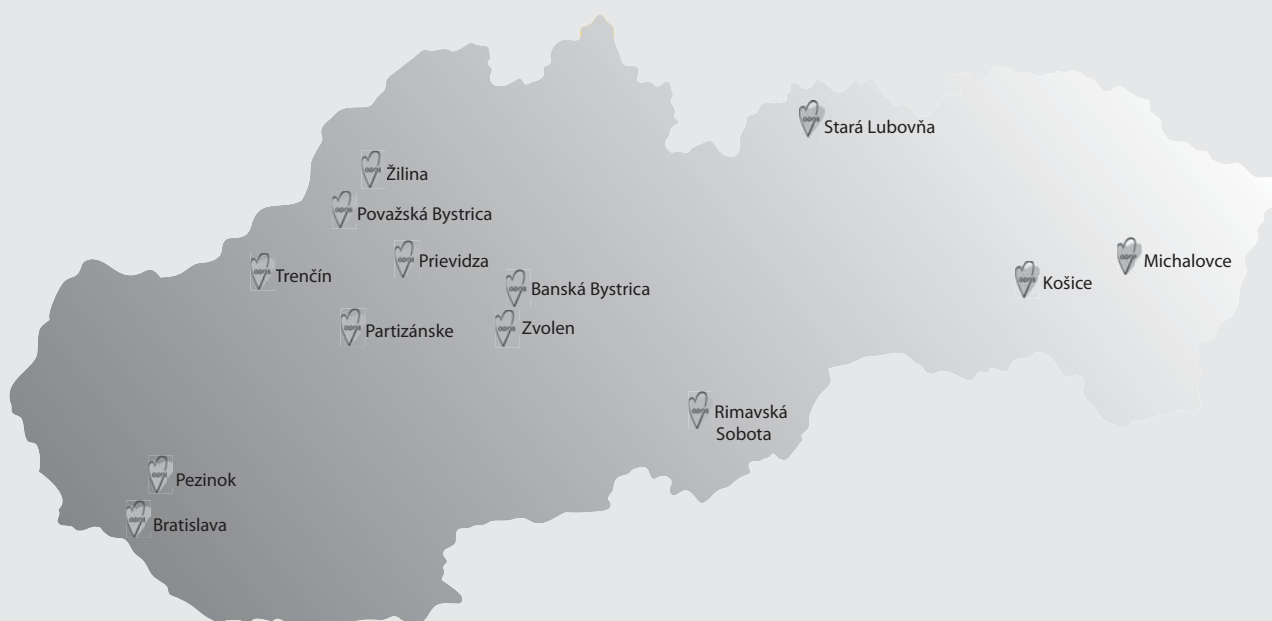 Stará Lubovňa
Žilina
Považská Bystrica
Prievidza
Michalovce
Trenčín
Košice
Banská Bystrica
Zvolen
Partizánske
Rimavská
Sobota
Pezinok
Bratislava